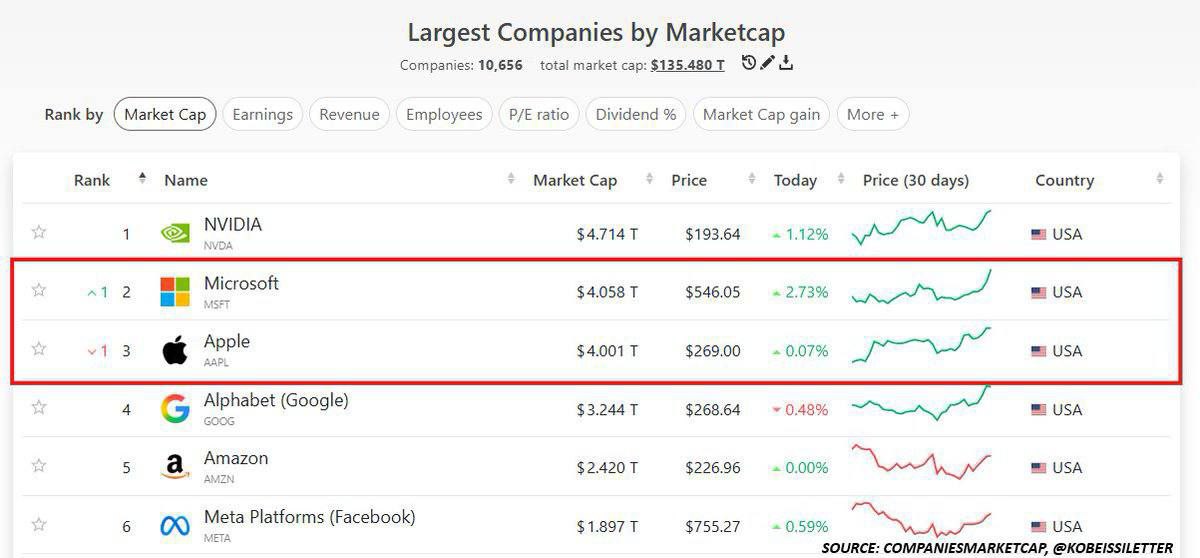 Largest Companies by Marketcap
Companies: 10,656 total market cap: $135.480 T
Rank by Market Cap Earnings Revenue Employees P/E ratio Dividend % Market Cap gain More +
Rank Name Market Cap Price Today Price (30 days) Country
1 NVIDIA $4.714 T $193.64 1.12% USA
NVDA
1 2 Microsoft $4.058 T $546.05 2.73% USA
MSFT
1 3 Apple $4.001 T $269.00 0.07% USA
AAPL
4 Alphabet (Google) $3.244 T $268.64 0.48% USA
GOOG
5 Amazon $2.420 T $226.96 0.00% USA
AMZN
6 Meta Platforms (Facebook) $1.897 T $755.27 0.59% USA
META
SOURCE: COMPANIESMARKETCAP, @KOBEISSILETTER